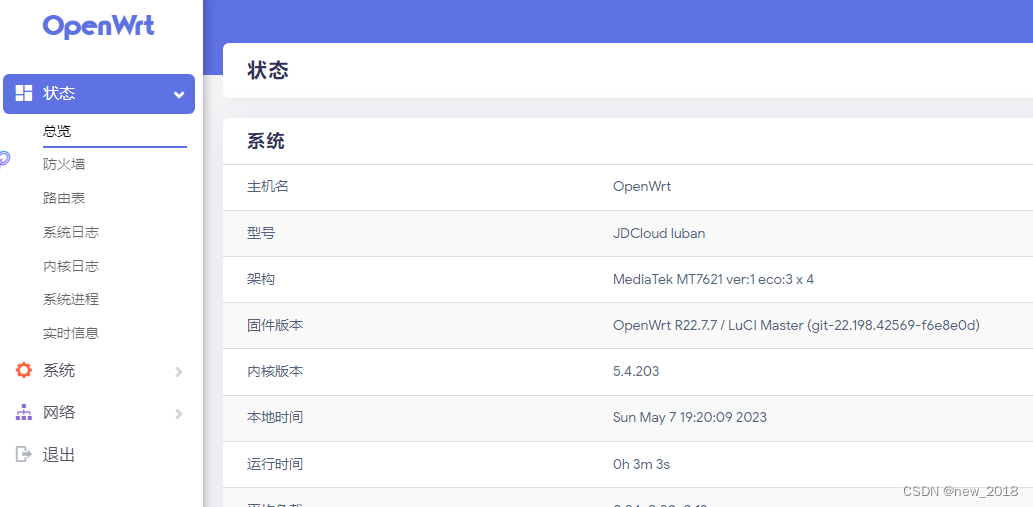 OpenWrt
状态
总览
防火墙
路由表
系统日志
内核日志
系统进程
实时信息
系统
网络
退出
状态
系统
主机名 OpenWrt
型号 JDCloud luban
架构 MediaTek MT7621 ver:1 eco:3 x 4
固件版本 OpenWrt R22.7.7 / LuCI Master (git-22.198.42569-f6e8e0d)
内核版本 5.4.203
本地时间 Sun May 7 19:20:09 2023
运行时间 0h 3m 3s
CSDN @new_2018